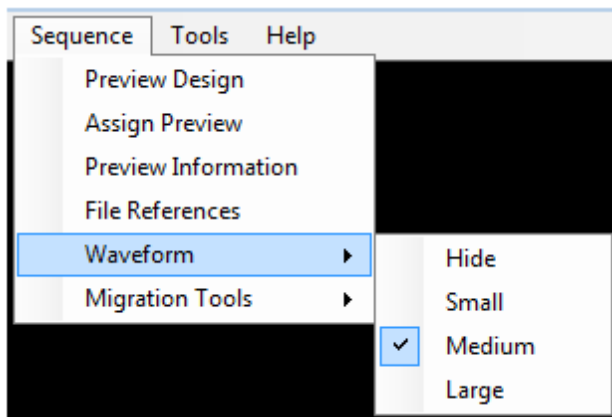 Sequence Tools Help
Preview Design
Assign Preview
Preview Information
File References
Waveform
Migration Tools
Hide
Small
Medium
Large